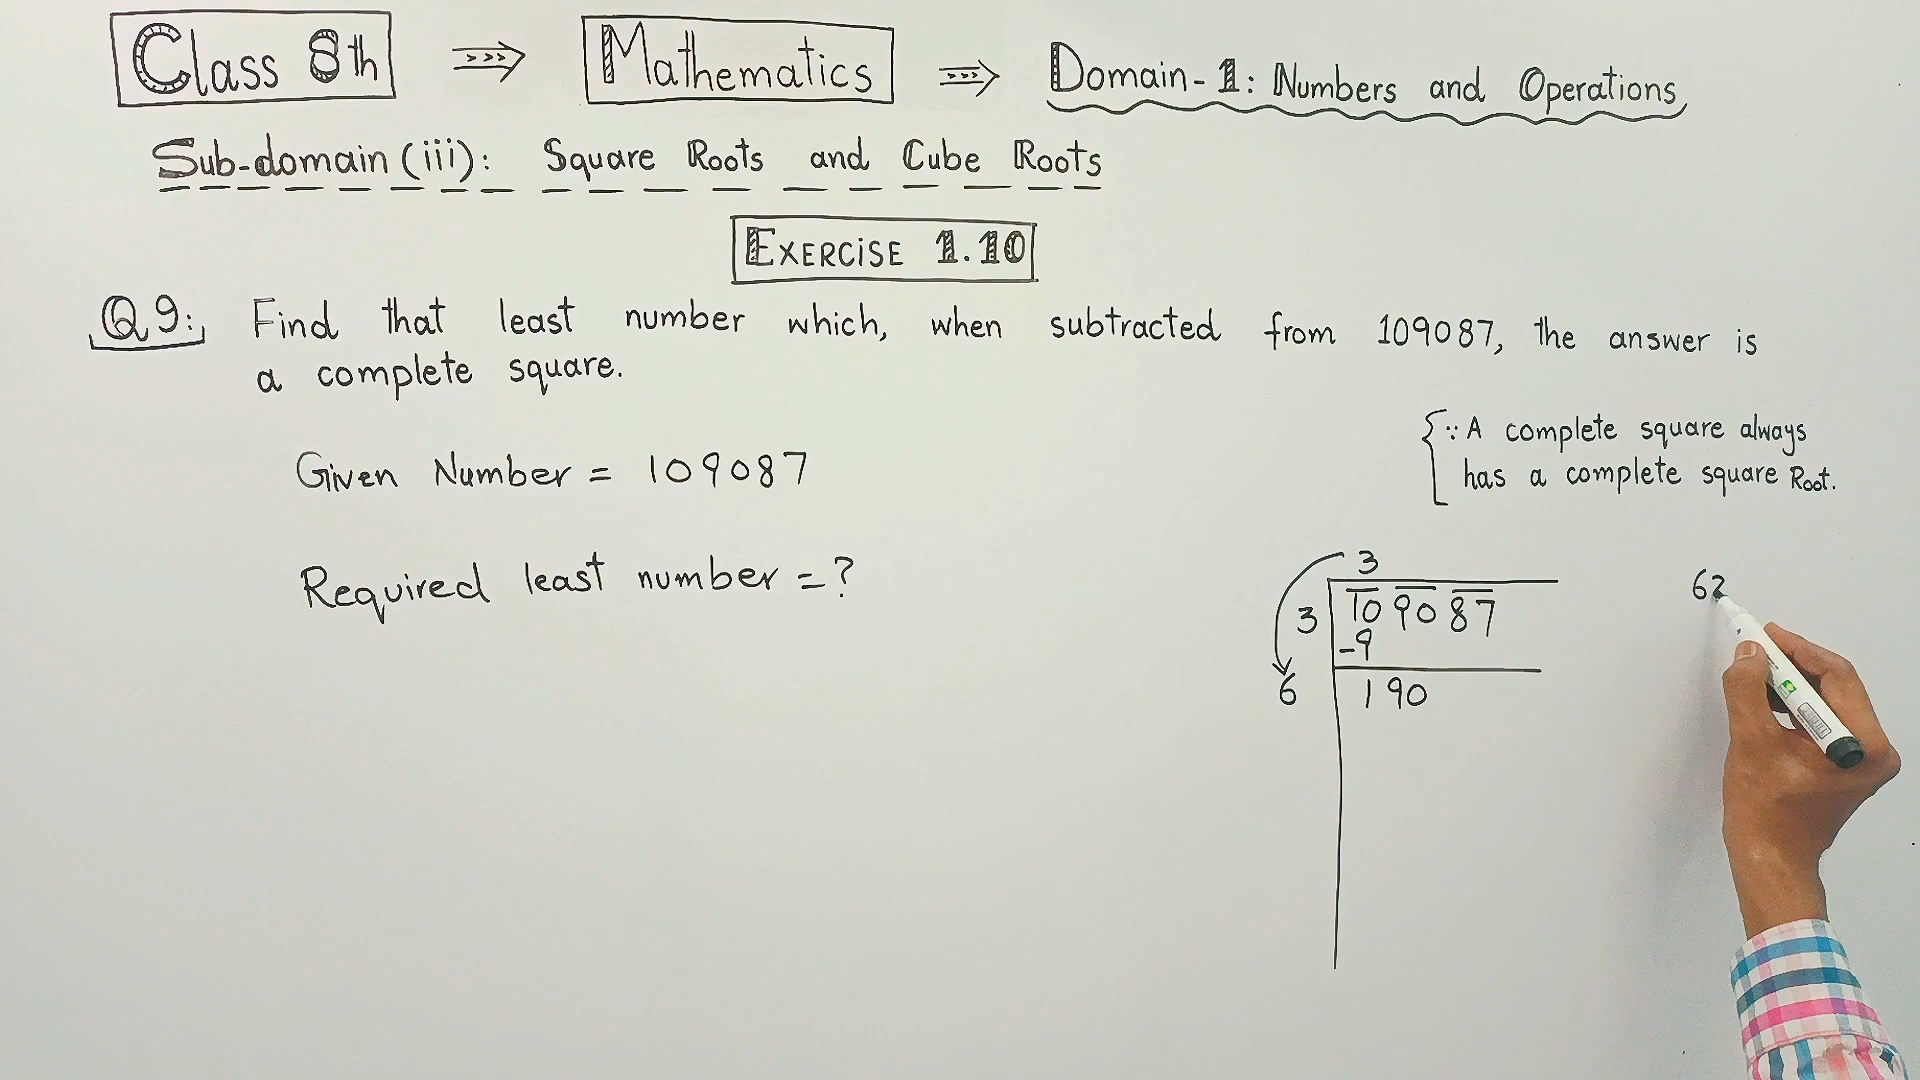 Class 8th ⇒ Mathematics ⇒ Domain-1: Numbers and Operations
Sub-domain (iii): Square Roots and Cube Roots
EXERCISE 1.10
Q9: Find that least number which, when subtracted from 109087, the answer is
a complete square.
{∵ A complete square always
has a complete square Root.
Given Number = 109087
Required least number = ?
3
3 10 90 87
-9
6 190
62